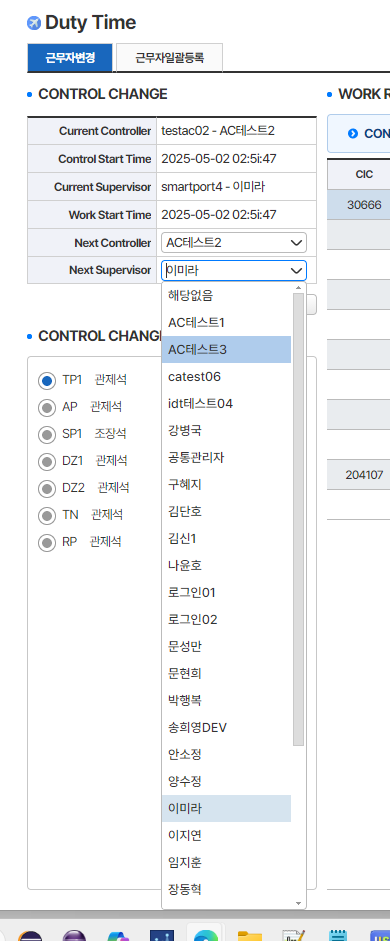 Duty Time
근무자변경 근무자일괄등록
CONTROL CHANGE
WORK R
Current Controller testac02 - AC테스트2
CON
Control Start Time 2025-05-02 02:51:47
CIC
Current Supervisor smartport4 - 이미라
30666
Work Start Time 2025-05-02 02:51:47
Next Controller AC테스트2
Next Supervisor 이미라
해당없음
AC테스트1
CONTROL CHANG
AC테스트3
TP1 관제석
catest06
AP 관제석
idt테스트04
SP1 조장석
강병국
DZ1 관제석
공통관리자
204107
DZ2 관제석
구혜지
TN 관제석
김단호
RP 관제석
김신1
나윤호
로그인01
로그인02
문성만
문현희
박행복
송희영DEV
안소정
양수정
이미라
이지연
임지훈
장동혁